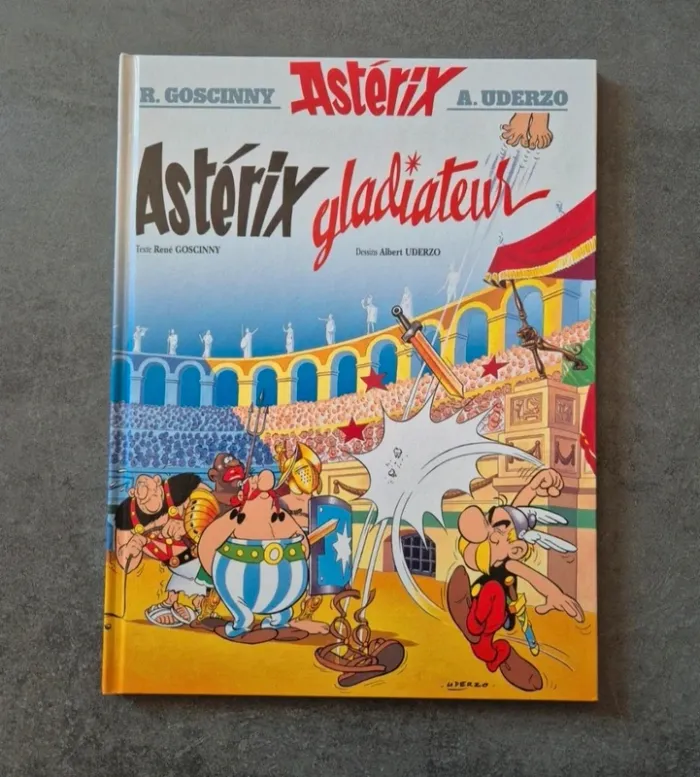 R. GOSCINNY Astérix A. UDERZO
Astérix gladiateur
Texte René GOSCINNY Dessins Albert UDERZO
UDERZO